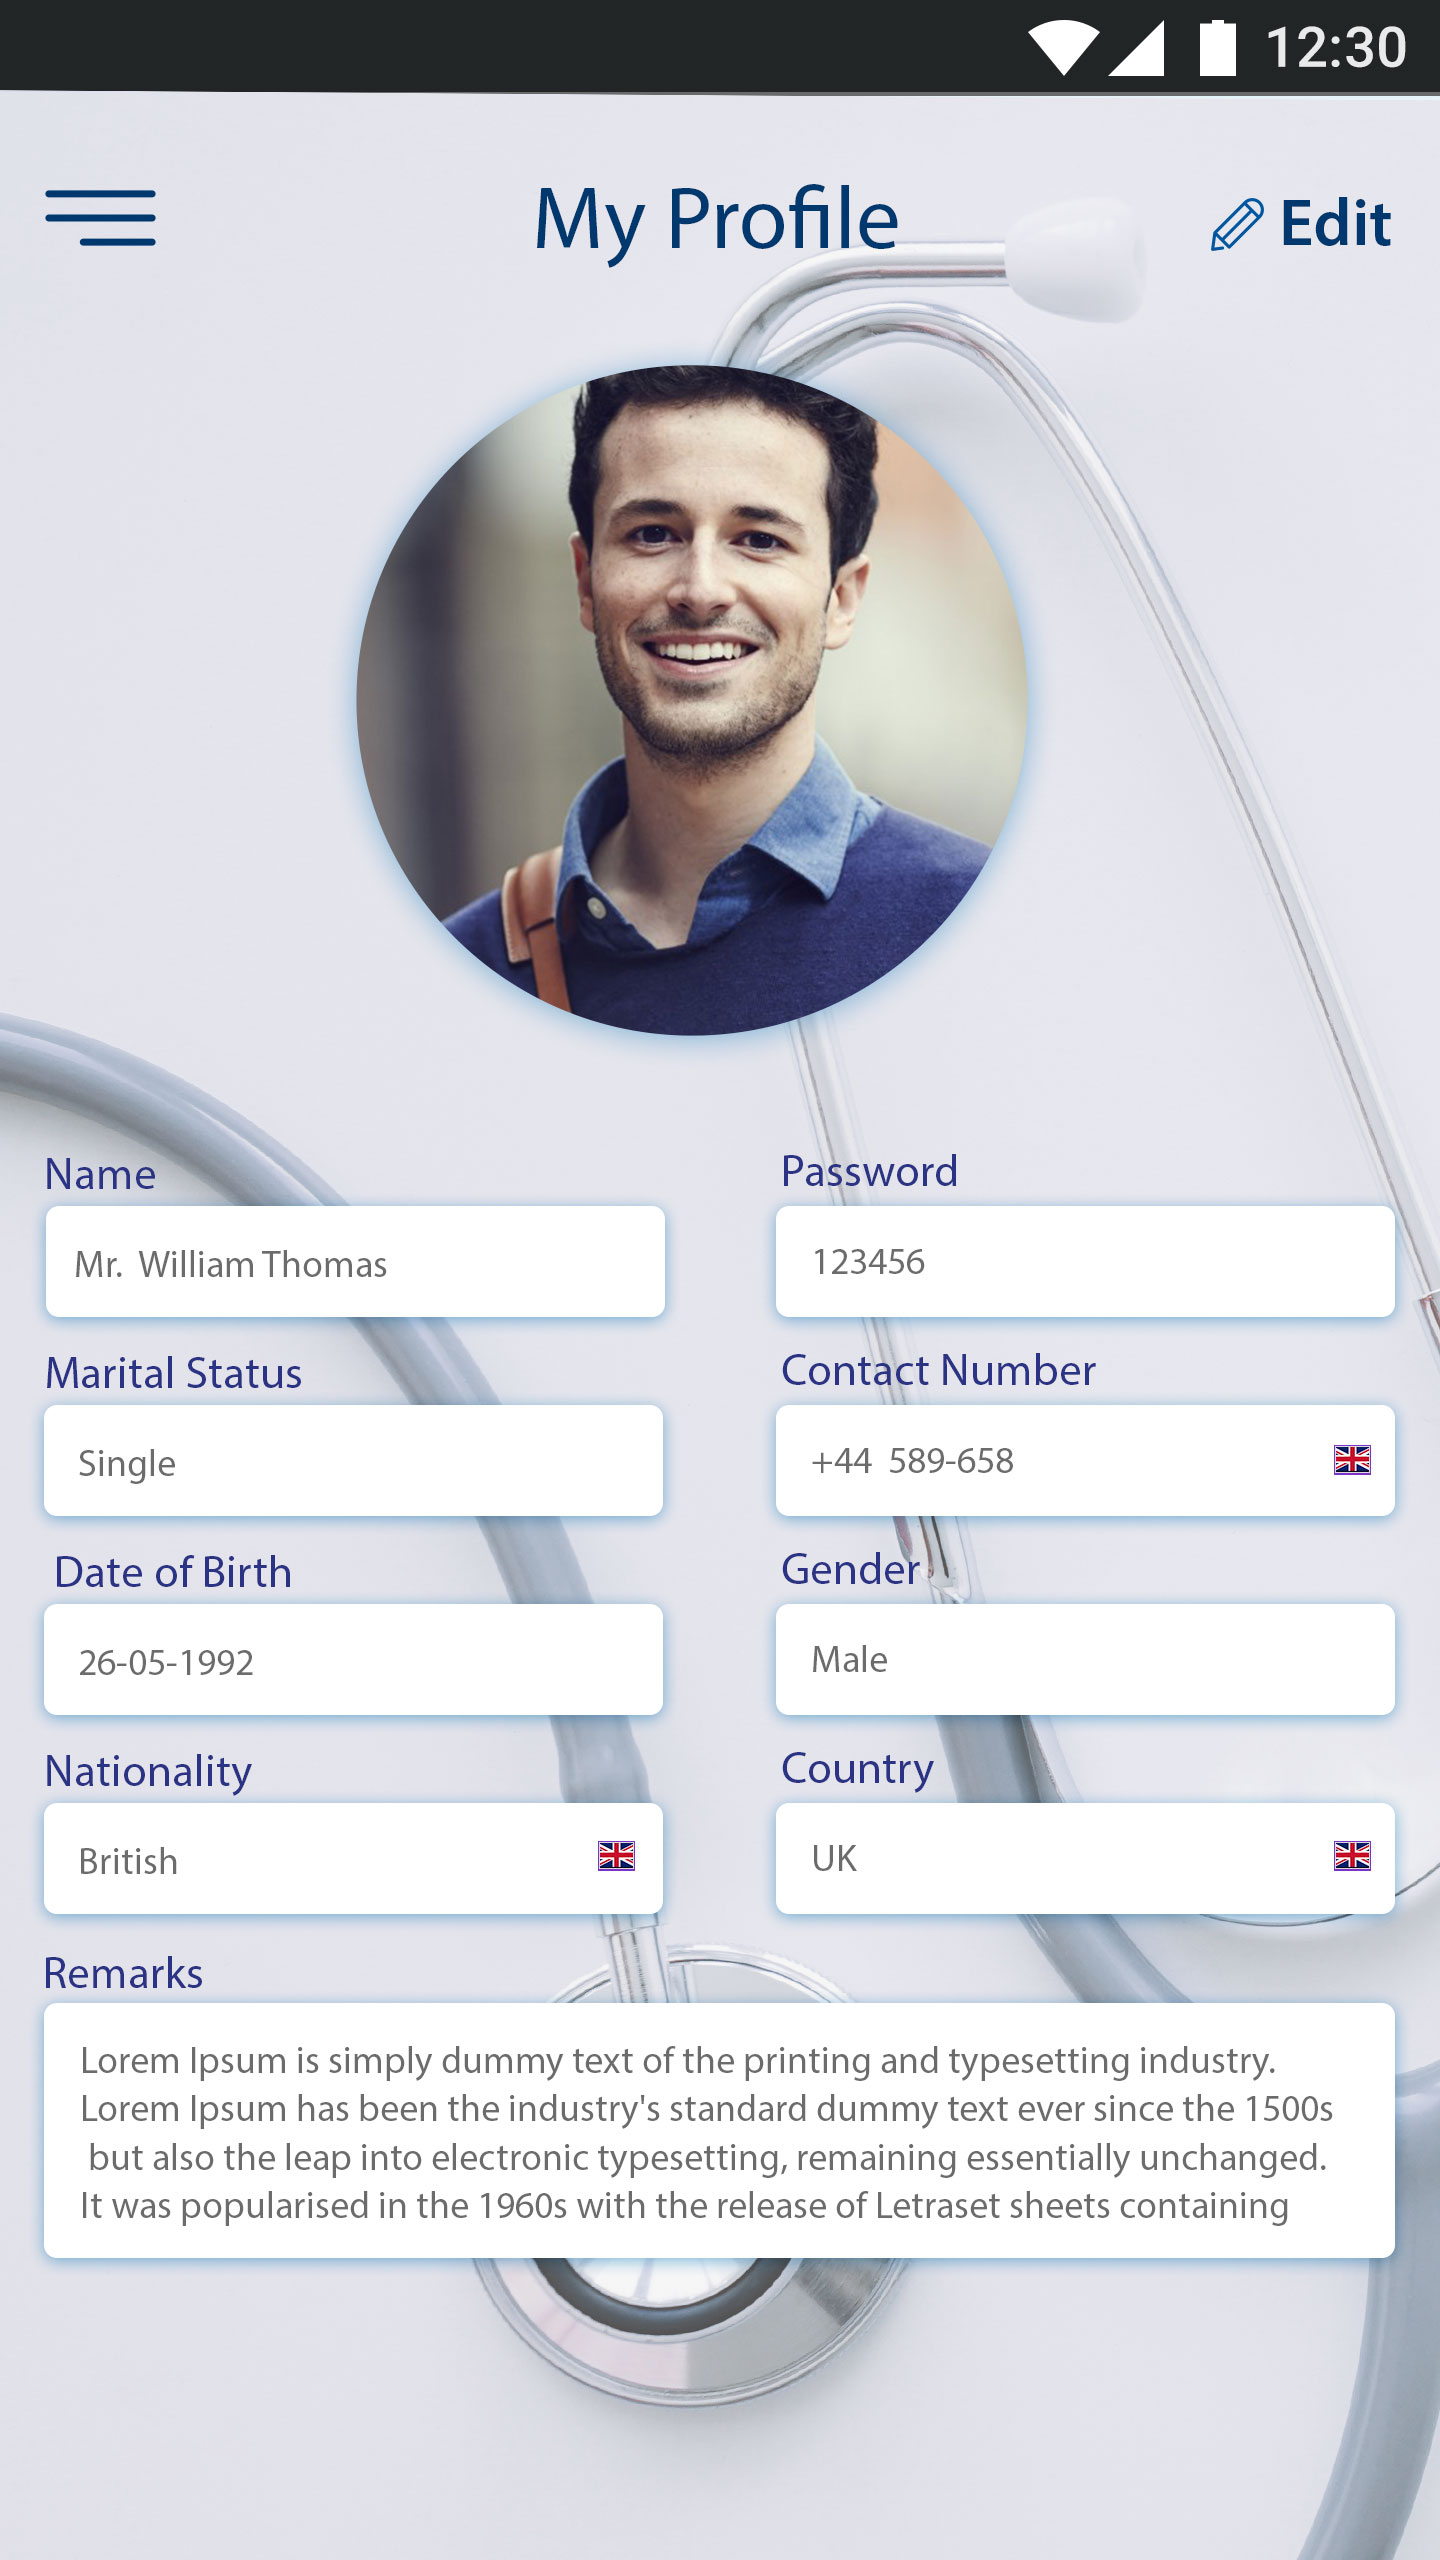 12:30
My Profile
Edit
Name
Password
Mr. William Thomas
123456
Marital Status
Contact Number
Single
+44 589-658
Date of Birth
Gender
26-05-1992
Male
Nationality
Country
British
UK
Remarks
Lorem Ipsum is simply dummy text of the printing and typesetting industry.
Lorem Ipsum has been the industry's standard dummy text ever since the 1500s
but also the leap into electronic typesetting, remaining essentially unchanged.
It was popularised in the 1960s with the release of Letraset sheets containing